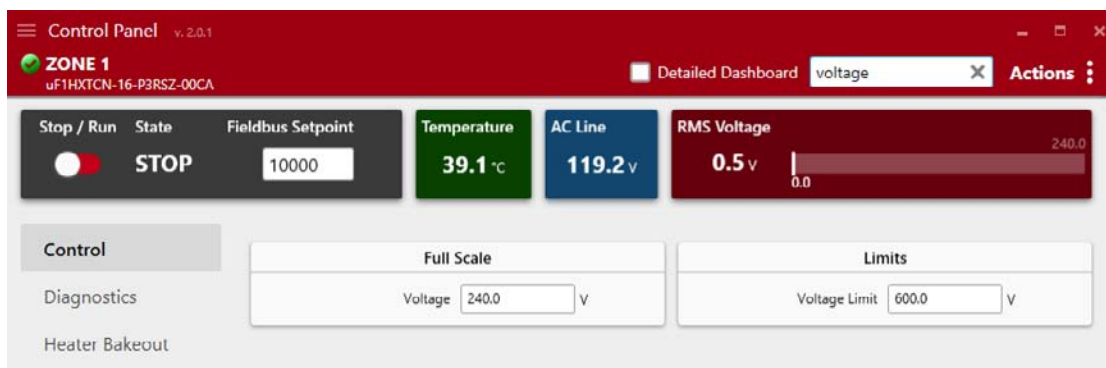 Control Panel v. 2.0.1
ZONE 1
uF1HXTCN-16-P3RSZ-00CA
Detailed Dashboard voltage Actions
Stop / Run State Fieldbus Setpoint
STOP 10000
Temperature
39.1 °C
AC Line
119.2 V
RMS Voltage
0.5 V
240.0
0.0
Control
Diagnostics
Heater Bakeout
Full Scale
Voltage 240.0 V
Limits
Voltage Limit 600.0 V